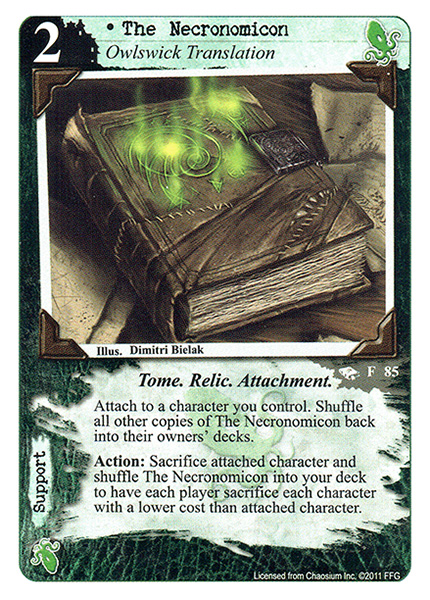 2
• The Necronomicon
Owlswick Translation
Illus. Dimitri Bielak
F 85
Tome. Relic. Attachment.
Attach to a character you control. Shuffle
all other copies of The Necronomicon back
into their owners' decks.
Action: Sacrifice attached character and
shuffle The Necronomicon into your deck
to have each player sacrifice each character
with a lower cost than attached character.
Support
Licensed from Chaosium Inc. ©2011 FFG